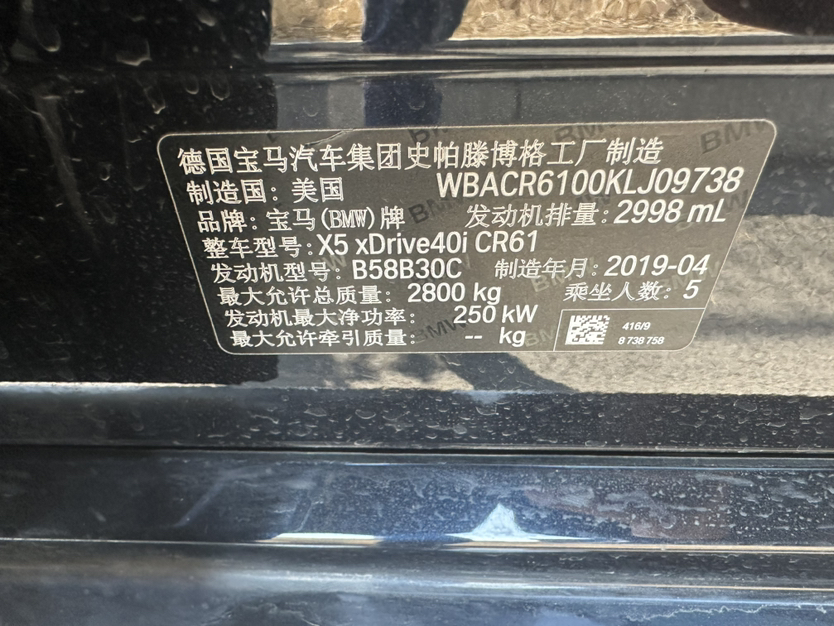 德国宝马汽车集团史帕滕博格工厂制造
制造国：美国 WBACR6100KLJ09738
品牌：宝马(BMW)牌 发动机排量：2998 mL
整车型号：X5 xDrive40i CR61
发动机型号：B58B30C 制造年月：2019-04
最大允许总质量：2800 kg 乘坐人数：5
发动机最大净功率：250 kW
最大允许牵引质量：-- kg
416/9
8 738 758
BMW